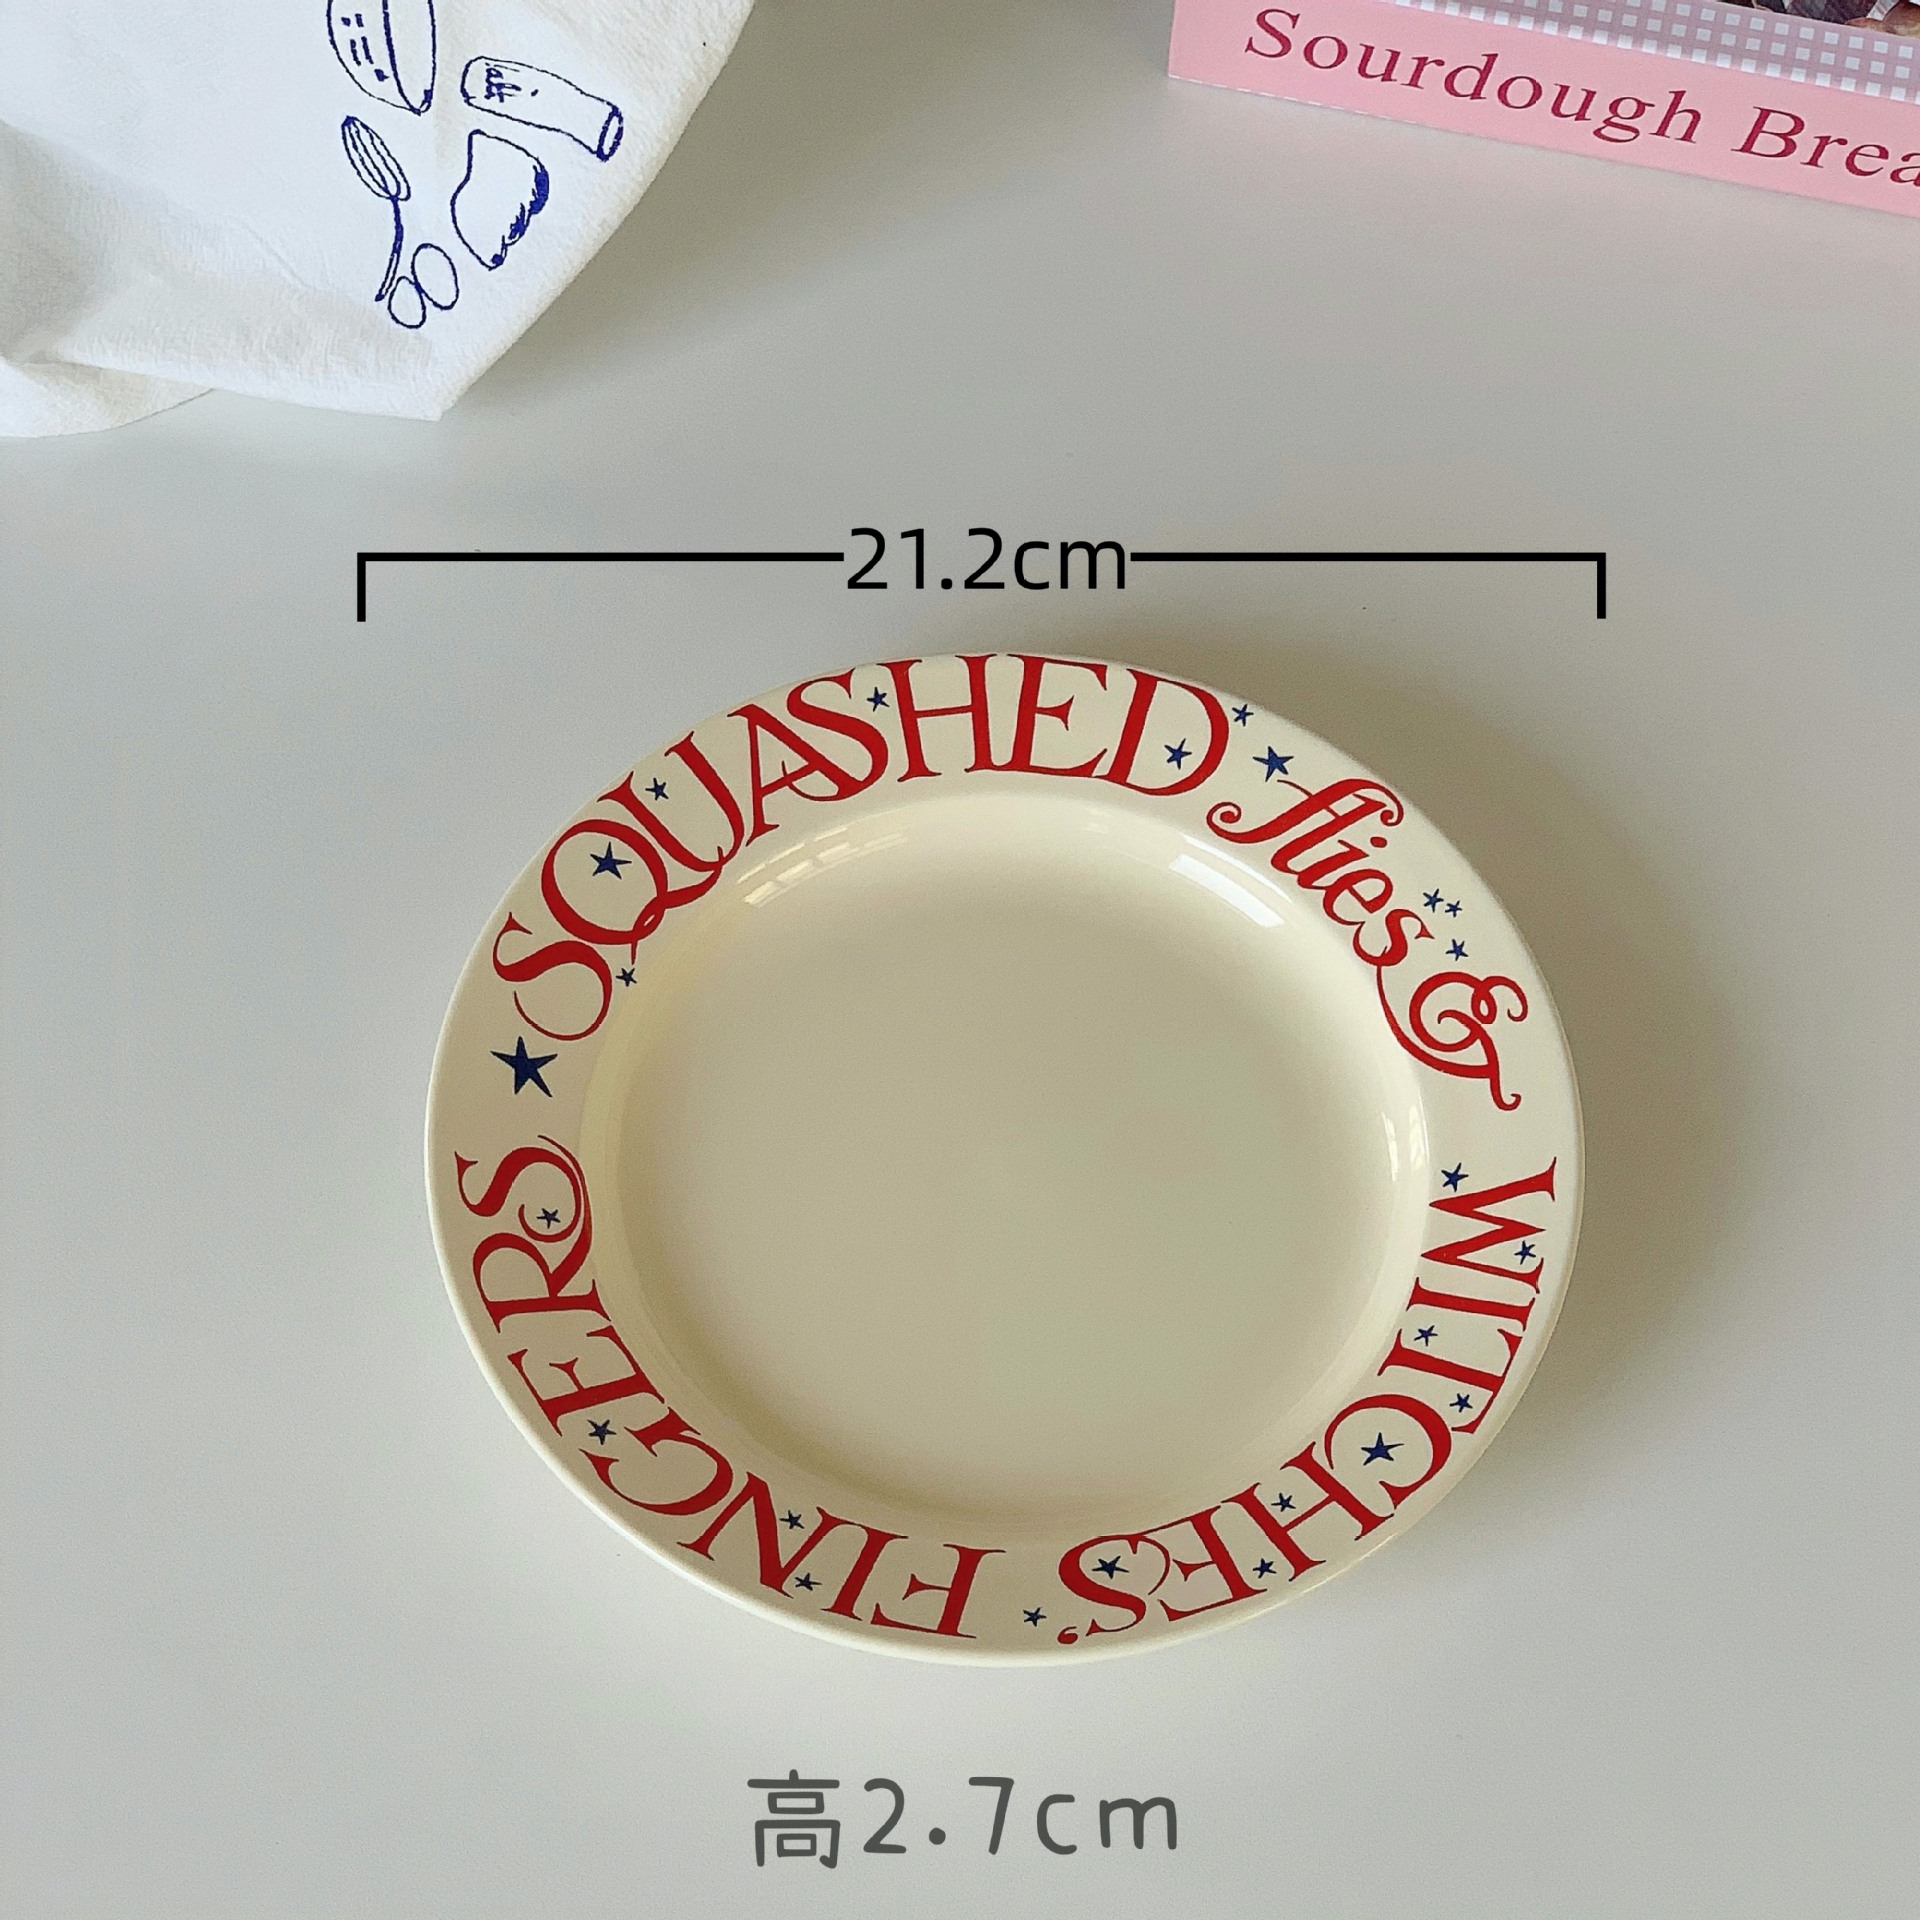 Sourdough Brea
21.2cm
SQUASHED flies & WITCHES' FINGERS
高2.7cm